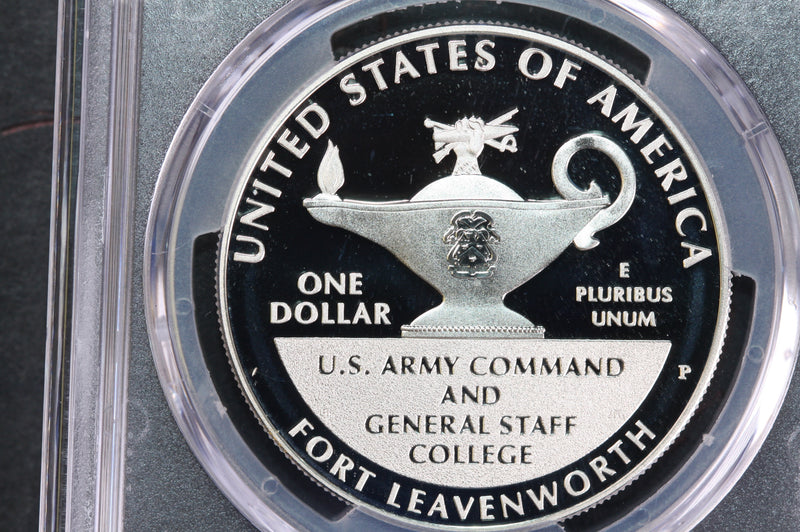 UNITED STATES OF AMERICA
ONE
DOLLAR
E
PLURIBUS
UNUM
U.S. ARMY COMMAND
AND
GENERAL STAFF
COLLEGE
P
FORT LEAVENWORTH